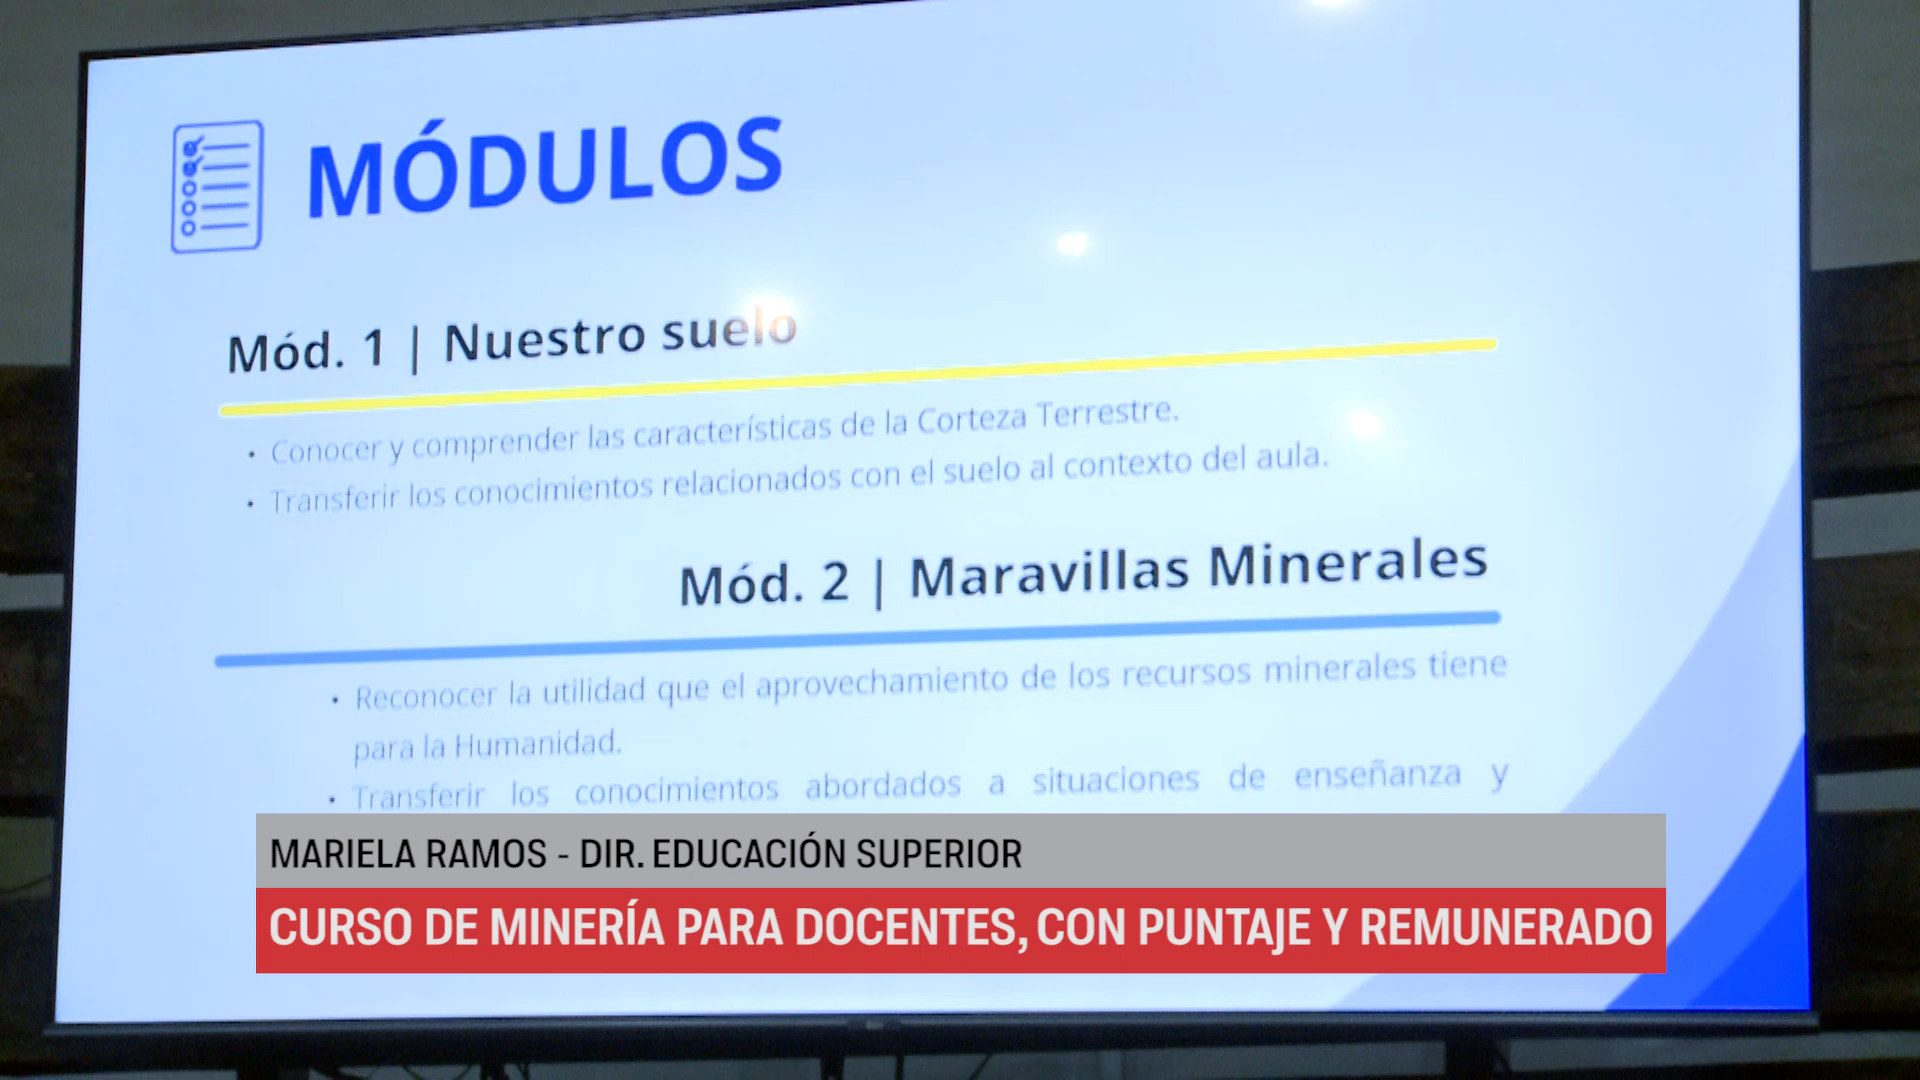 MÓDULOS
Mód. 1 | Nuestro suelo
• Conocer y comprender las características de la Corteza Terrestre.
• Transferir los conocimientos relacionados con el suelo al contexto del aula.
Mód. 2 | Maravillas Minerales
• Reconocer la utilidad que el aprovechamiento de los recursos minerales tiene
para la Humanidad.
• Transferir los conocimientos abordados a situaciones de enseñanza y
MARIELA RAMOS - DIR. EDUCACIÓN SUPERIOR
CURSO DE MINERÍA PARA DOCENTES, CON PUNTAJE Y REMUNERADO